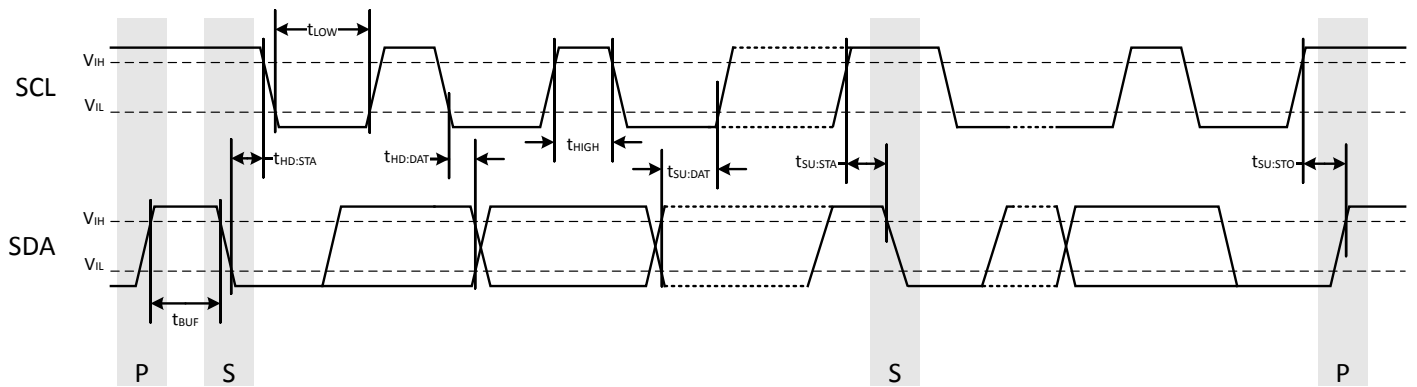 tLOW
VIH
SCL
VIL
tHD:STA
tHD:DAT
tHIGH
tSU:DAT
tSU:STA
tSU:STO
VIH
SDA
VIL
tBUF
P
S
S
P